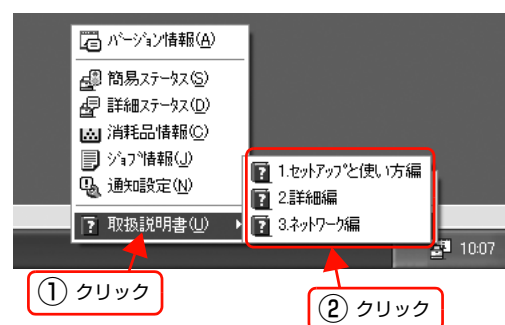 バージョン情報(A)
簡易ステータス(S)
詳細ステータス(D)
消耗品情報(C)
ジョブ情報(J)
通知設定(N)
取扱説明書(U)
1.セットアップと使い方編
2.詳細編
3.ネットワーク編
10:07
① クリック
② クリック